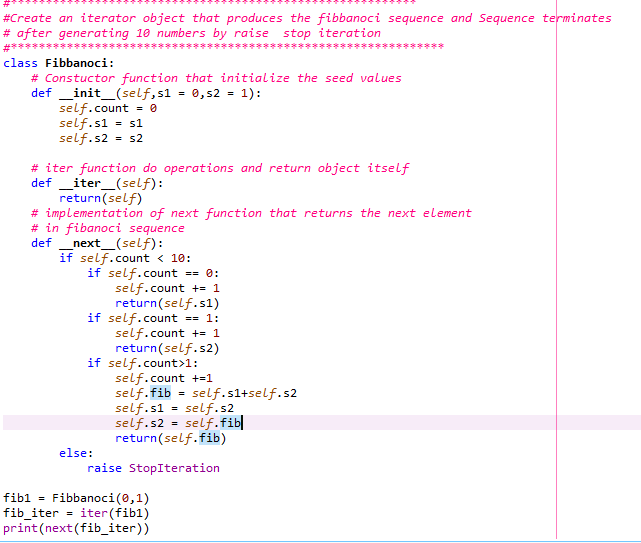 #**********************************************************
#Create an iterator object that produces the fibbanoci sequence and Sequence terminates
# after generating 10 numbers by raise  stop iteration
#**************************************************************
class Fibbanoci:
    # Constuctor function that initialize the seed values
    def __init__(self,s1 = 0,s2 = 1):
        self.count = 0
        self.s1 = s1
        self.s2 = s2

    # iter function do operations and return object itself
    def __iter__(self):
        return(self)
    # implementation of next function that returns the next element
    # in fibanoci sequence
    def __next__(self):
        if self.count < 10:
            if self.count == 0:
                self.count += 1
                return(self.s1)
            if self.count == 1:
                self.count += 1
                return(self.s2)
            if self.count>1:
                self.count +=1
                self.fib = self.s1+self.s2
                self.s1 = self.s2
                self.s2 = self.fib
                return(self.fib)
        else:
            raise StopIteration

fib1 = Fibbanoci(0,1)
fib_iter = iter(fib1)
print(next(fib_iter))